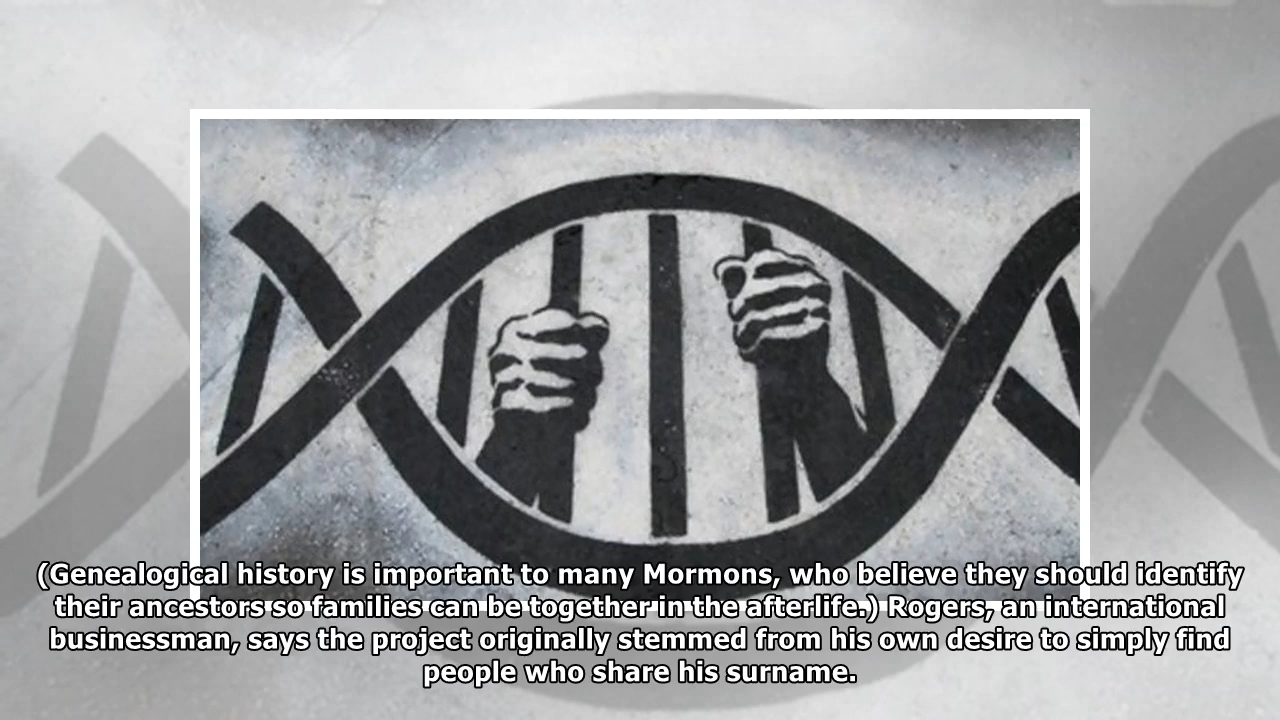 (Genealogical history is important to many Mormons, who believe they should identify
their ancestors so families can be together in the afterlife.) Rogers, an international
businessman, says the project originally stemmed from his own desire to simply find
people who share his surname.